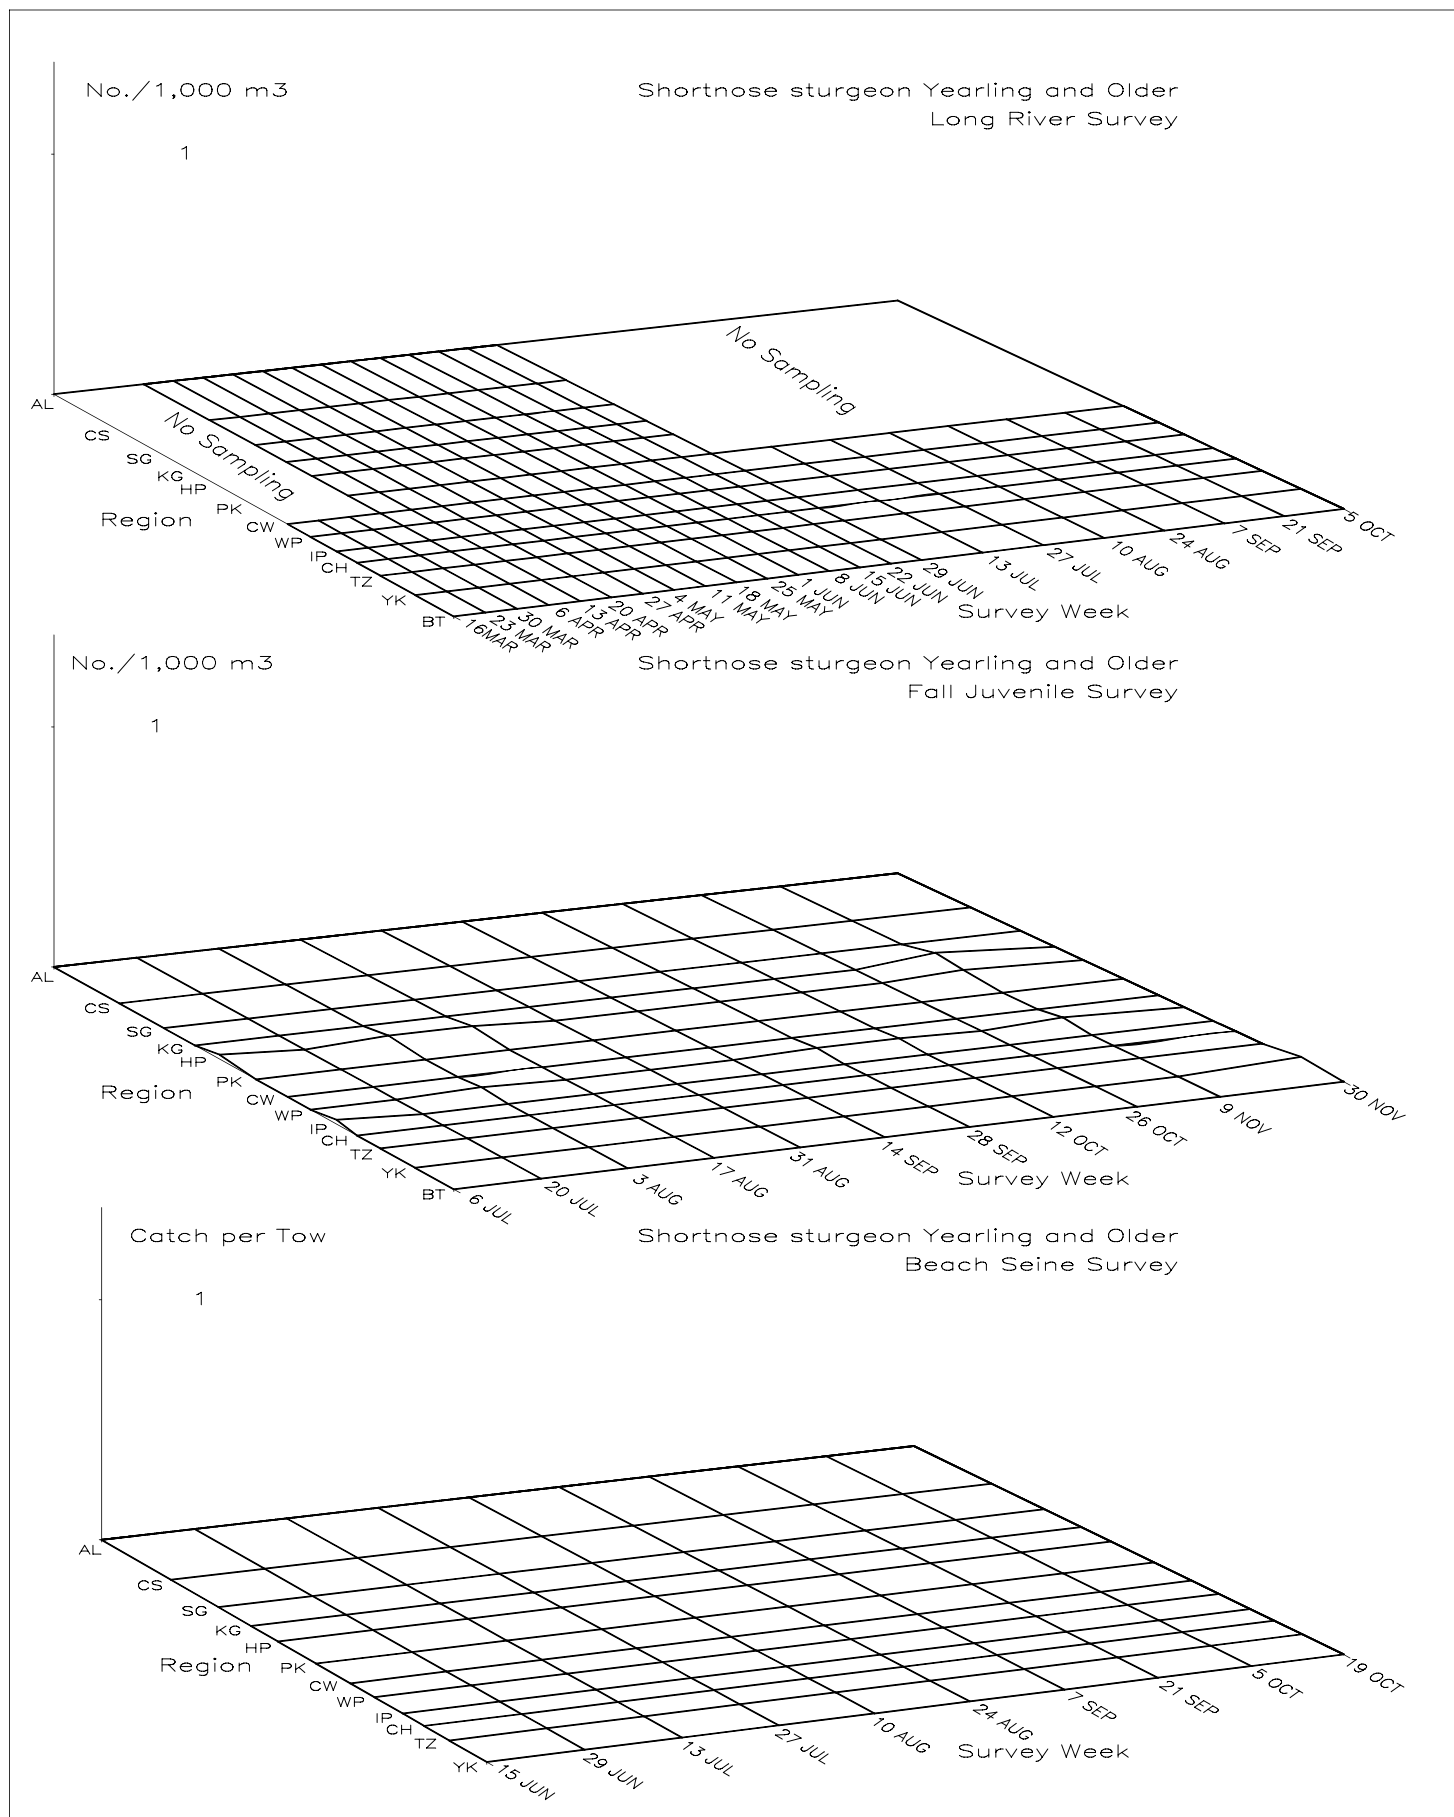 No./1,000 m3
Shortnose sturgeon Yearling and Older
Long River Survey
1
No Sampling
No Sampling
AL
CS
SG
KG
HP
PK
CW
WP
IP
CH
TZ
YK
BT
Region
16MAR
23 MAR
30 MAR
6 APR
13 APR
20 APR
27 APR
4 MAY
11 MAY
18 MAY
25 MAY
1 JUN
8 JUN
15 JUN
22 JUN
29 JUN
13 JUL
27 JUL
10 AUG
24 AUG
7 SEP
21 SEP
5 OCT
Survey Week
No./1,000 m3
Shortnose sturgeon Yearling and Older
Fall Juvenile Survey
1
AL
CS
SG
KG
HP
PK
CW
WP
IP
CH
TZ
YK
BT
Region
6 JUL
20 JUL
3 AUG
17 AUG
31 AUG
14 SEP
28 SEP
12 OCT
26 OCT
9 NOV
30 NOV
Survey Week
Catch per Tow
Shortnose sturgeon Yearling and Older
Beach Seine Survey
1
AL
CS
SG
KG
HP
PK
CW
WP
IP
CH
TZ
YK
Region
15 JUN
29 JUN
13 JUL
27 JUL
10 AUG
24 AUG
7 SEP
21 SEP
5 OCT
19 OCT
Survey Week